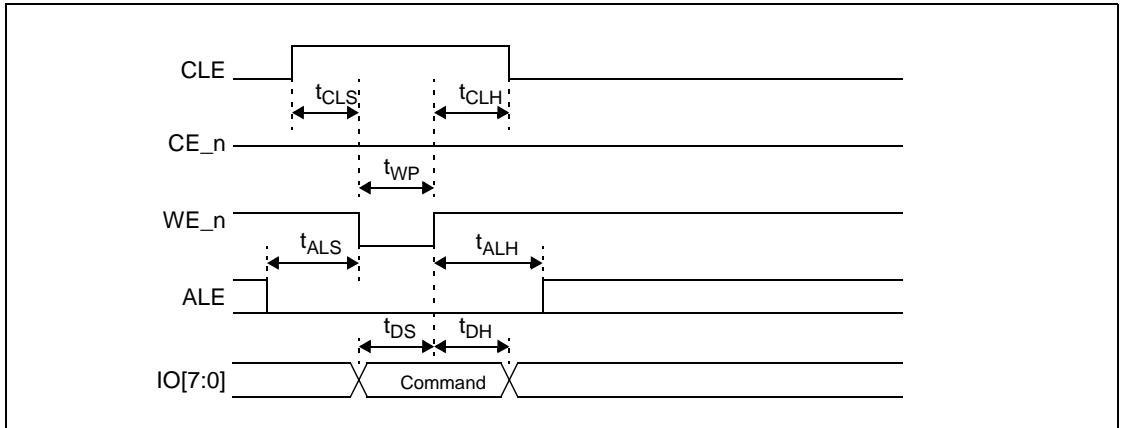 CLE
tCLS tCLH
CE_n
tWP
WE_n
tALS tALH
ALE
tDS tDH
IO[7:0] Command